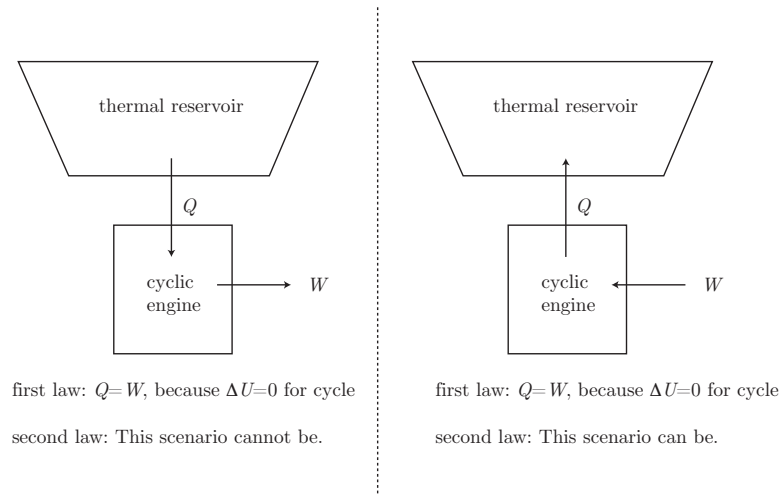 thermal reservoir
Q
cyclic
engine
W
first law: Q=W, because ΔU=0 for cycle
second law: This scenario cannot be.
thermal reservoir
Q
cyclic
engine
W
first law: Q=W, because ΔU=0 for cycle
second law: This scenario can be.